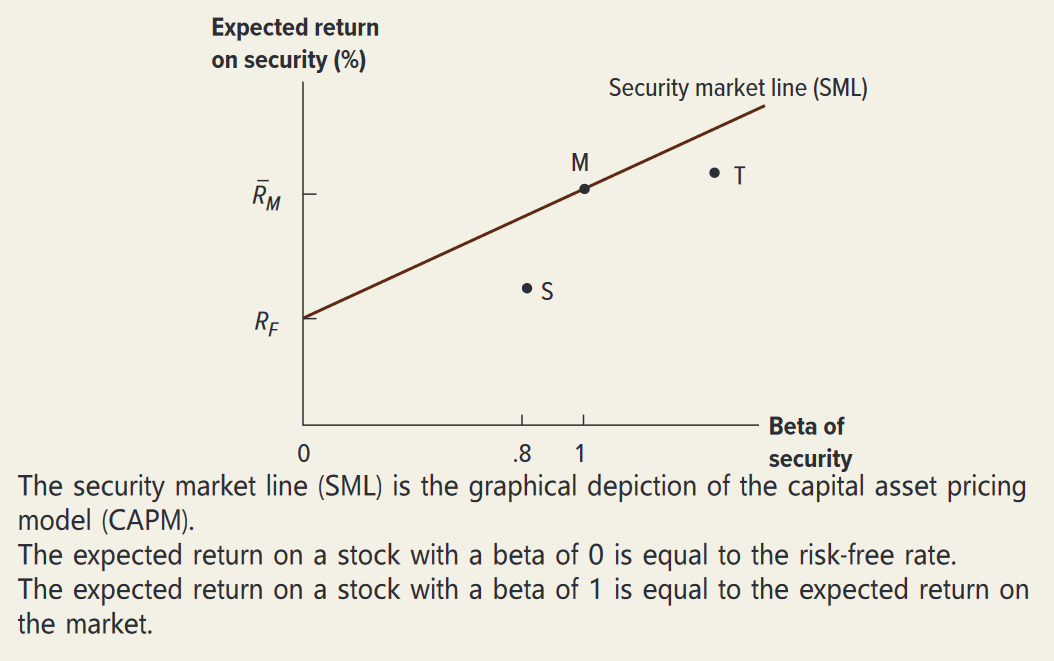 Expected return
on security (%)
Security market line (SML)
M
T
R̄M
S
RF
Beta of
security
0
.8
1
The security market line (SML) is the graphical depiction of the capital asset pricing
model (CAPM).
The expected return on a stock with a beta of 0 is equal to the risk-free rate.
The expected return on a stock with a beta of 1 is equal to the expected return on
the market.